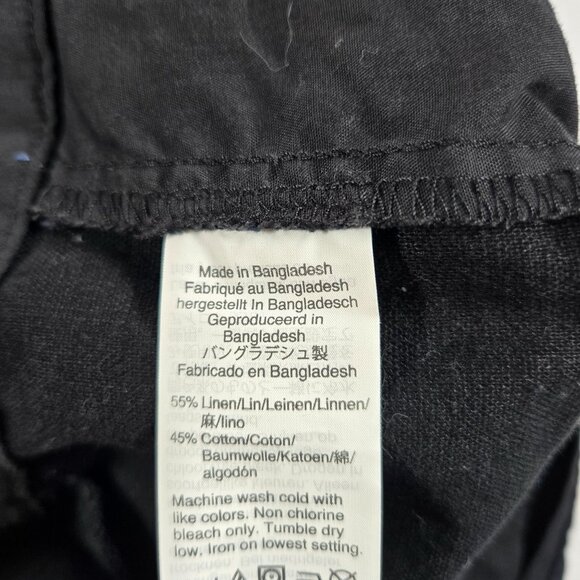 Made in Bangladesh
Fabriqué au Bangladesh
hergestellt In Bangladesch
Geproduceerd in
Bangladesh
バングラデシュ製
Fabricado en Bangladesh
55% Linen/Lin/Leinen/Linnen/
麻/lino
45% Cotton/Coton/
Baumwolle/Katoen/綿/
algodón
Machine wash cold with
like colors. Non chlorine
bleach only. Tumble dry
low, Iron on lowest setting.